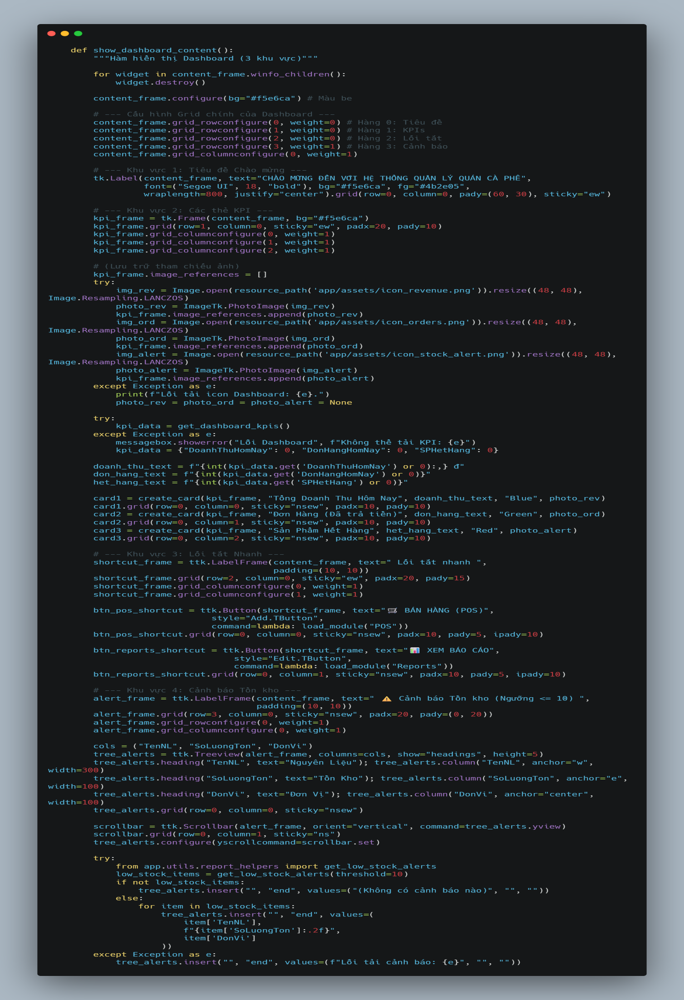 def show_dashboard_content():
        """Hàm hiển thị Dashboard (3 khu vực)"""

        for widget in content_frame.winfo_children():
            widget.destroy()

        content_frame.configure(bg="#f5e6ca") # Màu be

        # --- Cấu hình Grid chính của Dashboard ---
        content_frame.grid_rowconfigure(0, weight=0) # Hàng 0: Tiêu đề
        content_frame.grid_rowconfigure(1, weight=0) # Hàng 1: KPIs
        content_frame.grid_rowconfigure(2, weight=0) # Hàng 2: Lối tắt
        content_frame.grid_rowconfigure(3, weight=1) # Hàng 3: Cảnh báo
        content_frame.grid_columnconfigure(0, weight=1)

        # --- Khu vực 1: Tiêu đề Chào mừng ---
        tk.Label(content_frame, text="CHÀO MỪNG ĐẾN VỚI HỆ THỐNG QUẢN LÝ QUÁN CÀ PHÊ",
                 font=("Segoe UI", 18, "bold"), bg="#f5e6ca", fg="#4b2e05",
                 wraplength=800, justify="center").grid(row=0, column=0, pady=(60, 30), sticky="ew")

        # --- Khu vực 2: Các thẻ KPI ---
        kpi_frame = tk.Frame(content_frame, bg="#f5e6ca")
        kpi_frame.grid(row=1, column=0, sticky="ew", padx=20, pady=10)
        kpi_frame.grid_columnconfigure(0, weight=1)
        kpi_frame.grid_columnconfigure(1, weight=1)
        kpi_frame.grid_columnconfigure(2, weight=1)

        # (Lưu trữ tham chiếu ảnh)
        kpi_frame.image_references = []
        try:
            img_rev = Image.open(resource_path('app/assets/icon_revenue.png')).resize((48, 48),
Image.Resampling.LANCZOS)
            photo_rev = ImageTk.PhotoImage(img_rev)
            kpi_frame.image_references.append(photo_rev)
            img_ord = Image.open(resource_path('app/assets/icon_orders.png')).resize((48, 48),
Image.Resampling.LANCZOS)
            photo_ord = ImageTk.PhotoImage(img_ord)
            kpi_frame.image_references.append(photo_ord)
            img_alert = Image.open(resource_path('app/assets/icon_stock_alert.png')).resize((48, 48),
Image.Resampling.LANCZOS)
            photo_alert = ImageTk.PhotoImage(img_alert)
            kpi_frame.image_references.append(photo_alert)
        except Exception as e:
            print(f"Lỗi tải icon Dashboard: {e}.")
            photo_rev = photo_ord = photo_alert = None

        try:
            kpi_data = get_dashboard_kpis()
        except Exception as e:
            messagebox.showerror("Lỗi Dashboard", f"Không thể tải KPI: {e}")
            kpi_data = {"DoanhThuHomNay": 0, "DonHangHomNay": 0, "SPHetHang": 0}

        doanh_thu_text = f"{int(kpi_data.get('DoanhThuHomNay') or 0):,} đ"
        don_hang_text = f"{int(kpi_data.get('DonHangHomNay') or 0)}"
        het_hang_text = f"{int(kpi_data.get('SPHetHang') or 0)}"

        card1 = create_card(kpi_frame, "Tổng Doanh Thu Hôm Nay", doanh_thu_text, "Blue", photo_rev)
        card1.grid(row=0, column=0, sticky="nsew", padx=10, pady=10)
        card2 = create_card(kpi_frame, "Đơn Hàng (Đã trả tiền)", don_hang_text, "Green", photo_ord)
        card2.grid(row=0, column=1, sticky="nsew", padx=10, pady=10)
        card3 = create_card(kpi_frame, "Sản Phẩm Hết Hàng", het_hang_text, "Red", photo_alert)
        card3.grid(row=0, column=2, sticky="nsew", padx=10, pady=10)

        # --- Khu vực 3: Lối tắt Nhanh ---
        shortcut_frame = ttk.LabelFrame(content_frame, text=" Lối tắt nhanh ",
                                        padding=(10, 10))
        shortcut_frame.grid(row=2, column=0, sticky="ew", padx=20, pady=15)
        shortcut_frame.grid_columnconfigure(0, weight=1)
        shortcut_frame.grid_columnconfigure(1, weight=1)

        btn_pos_shortcut = ttk.Button(shortcut_frame, text="🛒 BÁN HÀNG (POS)",
                             style="Add.TButton",
                             command=lambda: load_module("POS"))
        btn_pos_shortcut.grid(row=0, column=0, sticky="nsew", padx=10, pady=5, ipady=10)

        btn_reports_shortcut = ttk.Button(shortcut_frame, text="📊 XEM BÁO CÁO",
                                 style="Edit.TButton",
                                 command=lambda: load_module("Reports"))
        btn_reports_shortcut.grid(row=0, column=1, sticky="nsew", padx=10, pady=5, ipady=10)

        # --- Khu vực 4: Cảnh báo Tồn kho ---
        alert_frame = ttk.LabelFrame(content_frame, text=" ⚠️ Cảnh báo Tồn kho (Ngưỡng <= 10) ",
                                     padding=(10, 10))
        alert_frame.grid(row=3, column=0, sticky="nsew", padx=20, pady=(0, 20))
        alert_frame.grid_rowconfigure(0, weight=1)
        alert_frame.grid_columnconfigure(0, weight=1)

        cols = ("TenNL", "SoLuongTon", "DonVi")
        tree_alerts = ttk.Treeview(alert_frame, columns=cols, show="headings", height=5)
        tree_alerts.heading("TenNL", text="Nguyên Liệu"); tree_alerts.column("TenNL", anchor="w",
width=300)
        tree_alerts.heading("SoLuongTon", text="Tồn Kho"); tree_alerts.column("SoLuongTon", anchor="e",
width=100)
        tree_alerts.heading("DonVi", text="Đơn Vị"); tree_alerts.column("DonVi", anchor="center",
width=100)
        tree_alerts.grid(row=0, column=0, sticky="nsew")

        scrollbar = ttk.Scrollbar(alert_frame, orient="vertical", command=tree_alerts.yview)
        scrollbar.grid(row=0, column=1, sticky="ns")
        tree_alerts.configure(yscrollcommand=scrollbar.set)

        try:
            from app.utils.report_helpers import get_low_stock_alerts
            low_stock_items = get_low_stock_alerts(threshold=10)
            if not low_stock_items:
                tree_alerts.insert("", "end", values=("(Không có cảnh báo nào)", "", ""))
            else:
                for item in low_stock_items:
                    tree_alerts.insert("", "end", values=(
                        item['TenNL'],
                        f"{item['SoLuongTon']:.2f}",
                        item['DonVi']
                    ))
        except Exception as e:
            tree_alerts.insert("", "end", values=(f"Lỗi tải cảnh báo: {e}", "", ""))